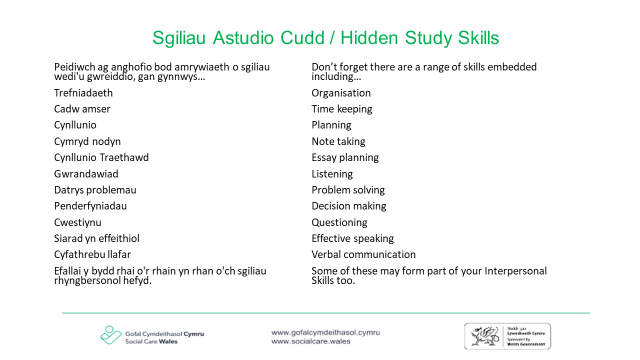 Sgiliau Astudio Cudd / Hidden Study Skills
Peidiwch ag anghofio bod amrywiaeth o sgiliau
wedi'u gwreiddio, gan gynnwys…
Trefniadaeth
Cadw amser
Cynllunio
Cymryd nodyn
Cynllunio Traethawd
Gwrandawiad
Datrys problemau
Penderfyniadau
Cwestiynu
Siarad yn effeithiol
Cyfathrebu llafar
Efallai y bydd rhai o'r rhain yn rhan o'ch sgiliau
rhyngbersonol hefyd.
Don't forget there are a range of skills embedded
including…
Organisation
Time keeping
Planning
Note taking
Essay planning
Listening
Problem solving
Decision making
Questioning
Effective speaking
Verbal communication
Some of these may form part of your Interpersonal
Skills too.
Gofal Cymdeithasol Cymru
Social Care Wales
www.gofalcymdeithasol.cymru
www.socialcare.wales
Noddir gan
Lywodraeth Cymru
Sponsored by
Welsh Government